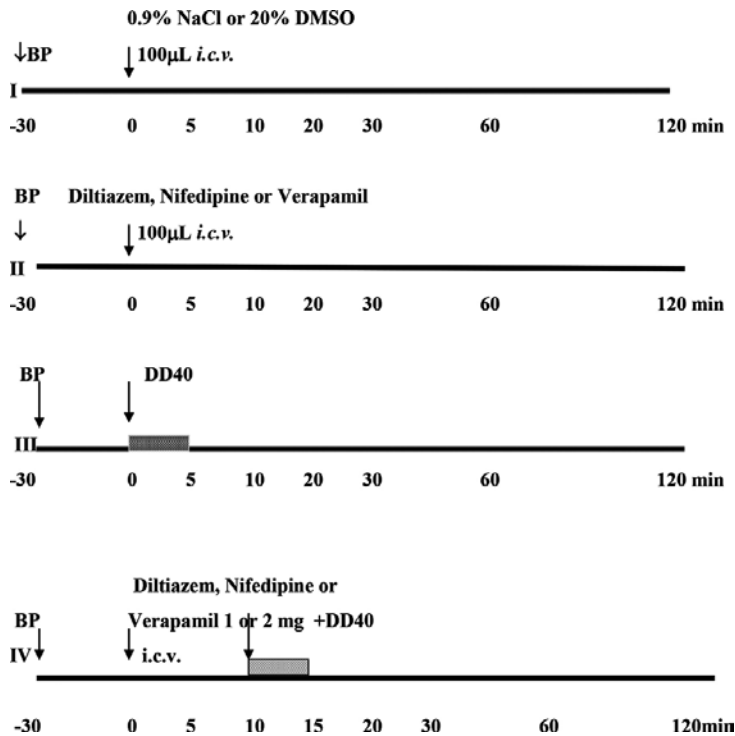 0.9% NaCl or 20% DMSO
↓BP 100µL i.c.v.
I
-30 0 5 10 20 30 60 120 min
BP Diltiazem, Nifedipine or Verapamil
100µL i.c.v.
II
-30 0 5 10 20 30 60 120 min
BP DD40
III
-30 0 5 10 20 30 60 120 min
Diltiazem, Nifedipine or
BP Verapamil 1 or 2 mg +DD40
IV i.c.v.
-30 0 5 10 15 20 30 60 120min